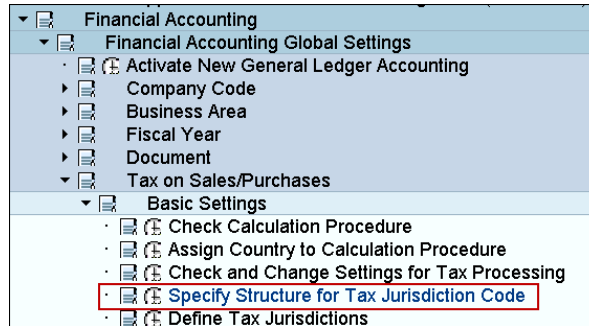 Financial Accounting
Financial Accounting Global Settings
Activate New General Ledger Accounting
Company Code
Business Area
Fiscal Year
Document
Tax on Sales/Purchases
Basic Settings
Check Calculation Procedure
Assign Country to Calculation Procedure
Check and Change Settings for Tax Processing
Specify Structure for Tax Jurisdiction Code
Define Tax Jurisdictions